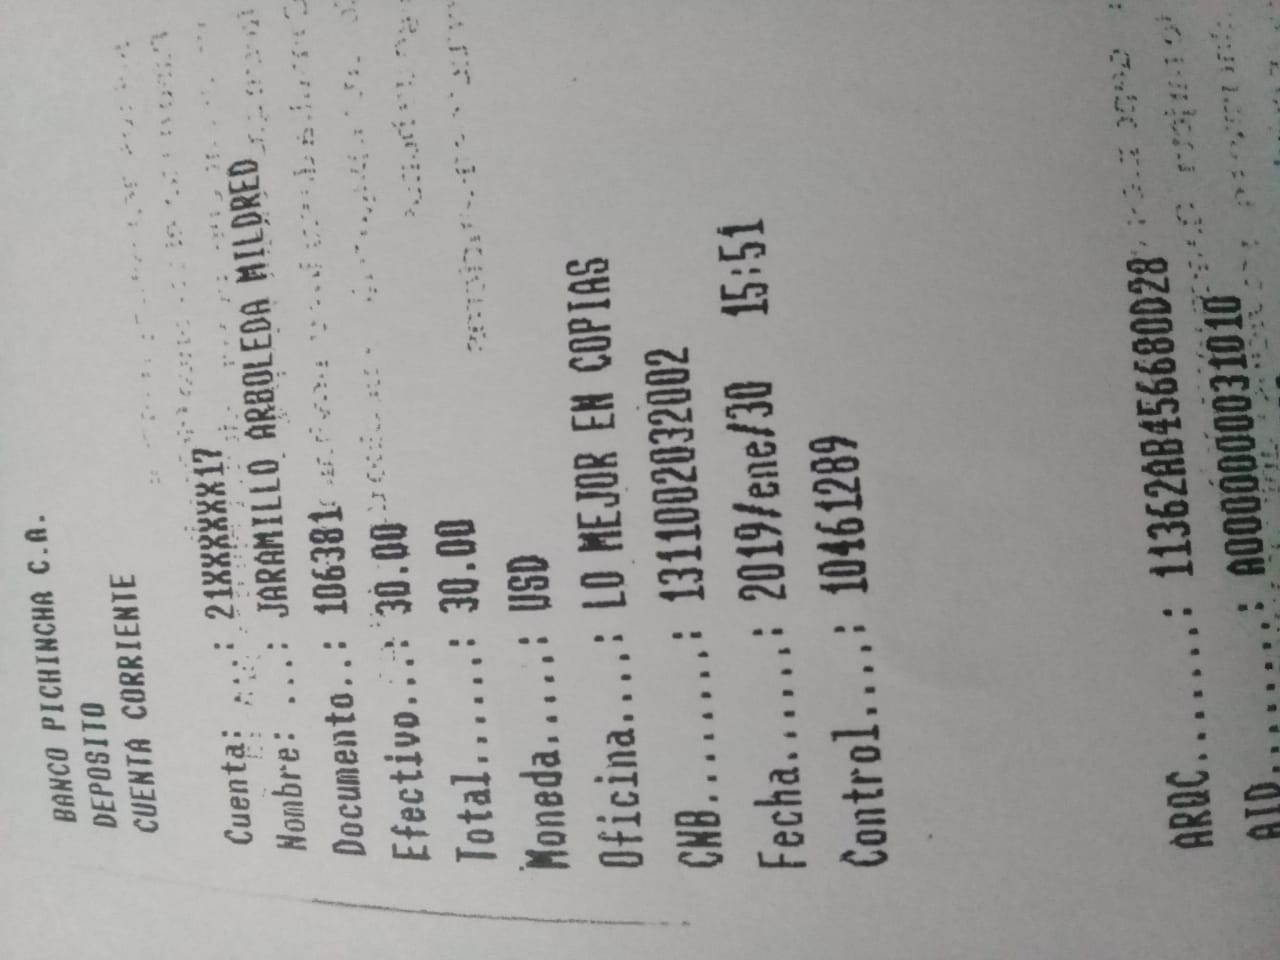 BANCO PICHINCHA C.A.
DEPOSITO
CUENTA CORRIENTE
Cuenta: ...: 21XXXXXX17
Nombre: ...: JARAMILLO ARBOLEDA MILDRED
Documento..: 106381
Efectivo...: 30.00
Total......: 30.00
Moneda.....: USD
Oficina....: LO MEJOR EN COPIAS
CNB........: 1311002032002
Fecha......: 2019/ene/30 15:51
Control....: 10461289
ARQC.......: 11362AB456680D28
AID........: A0000000031010